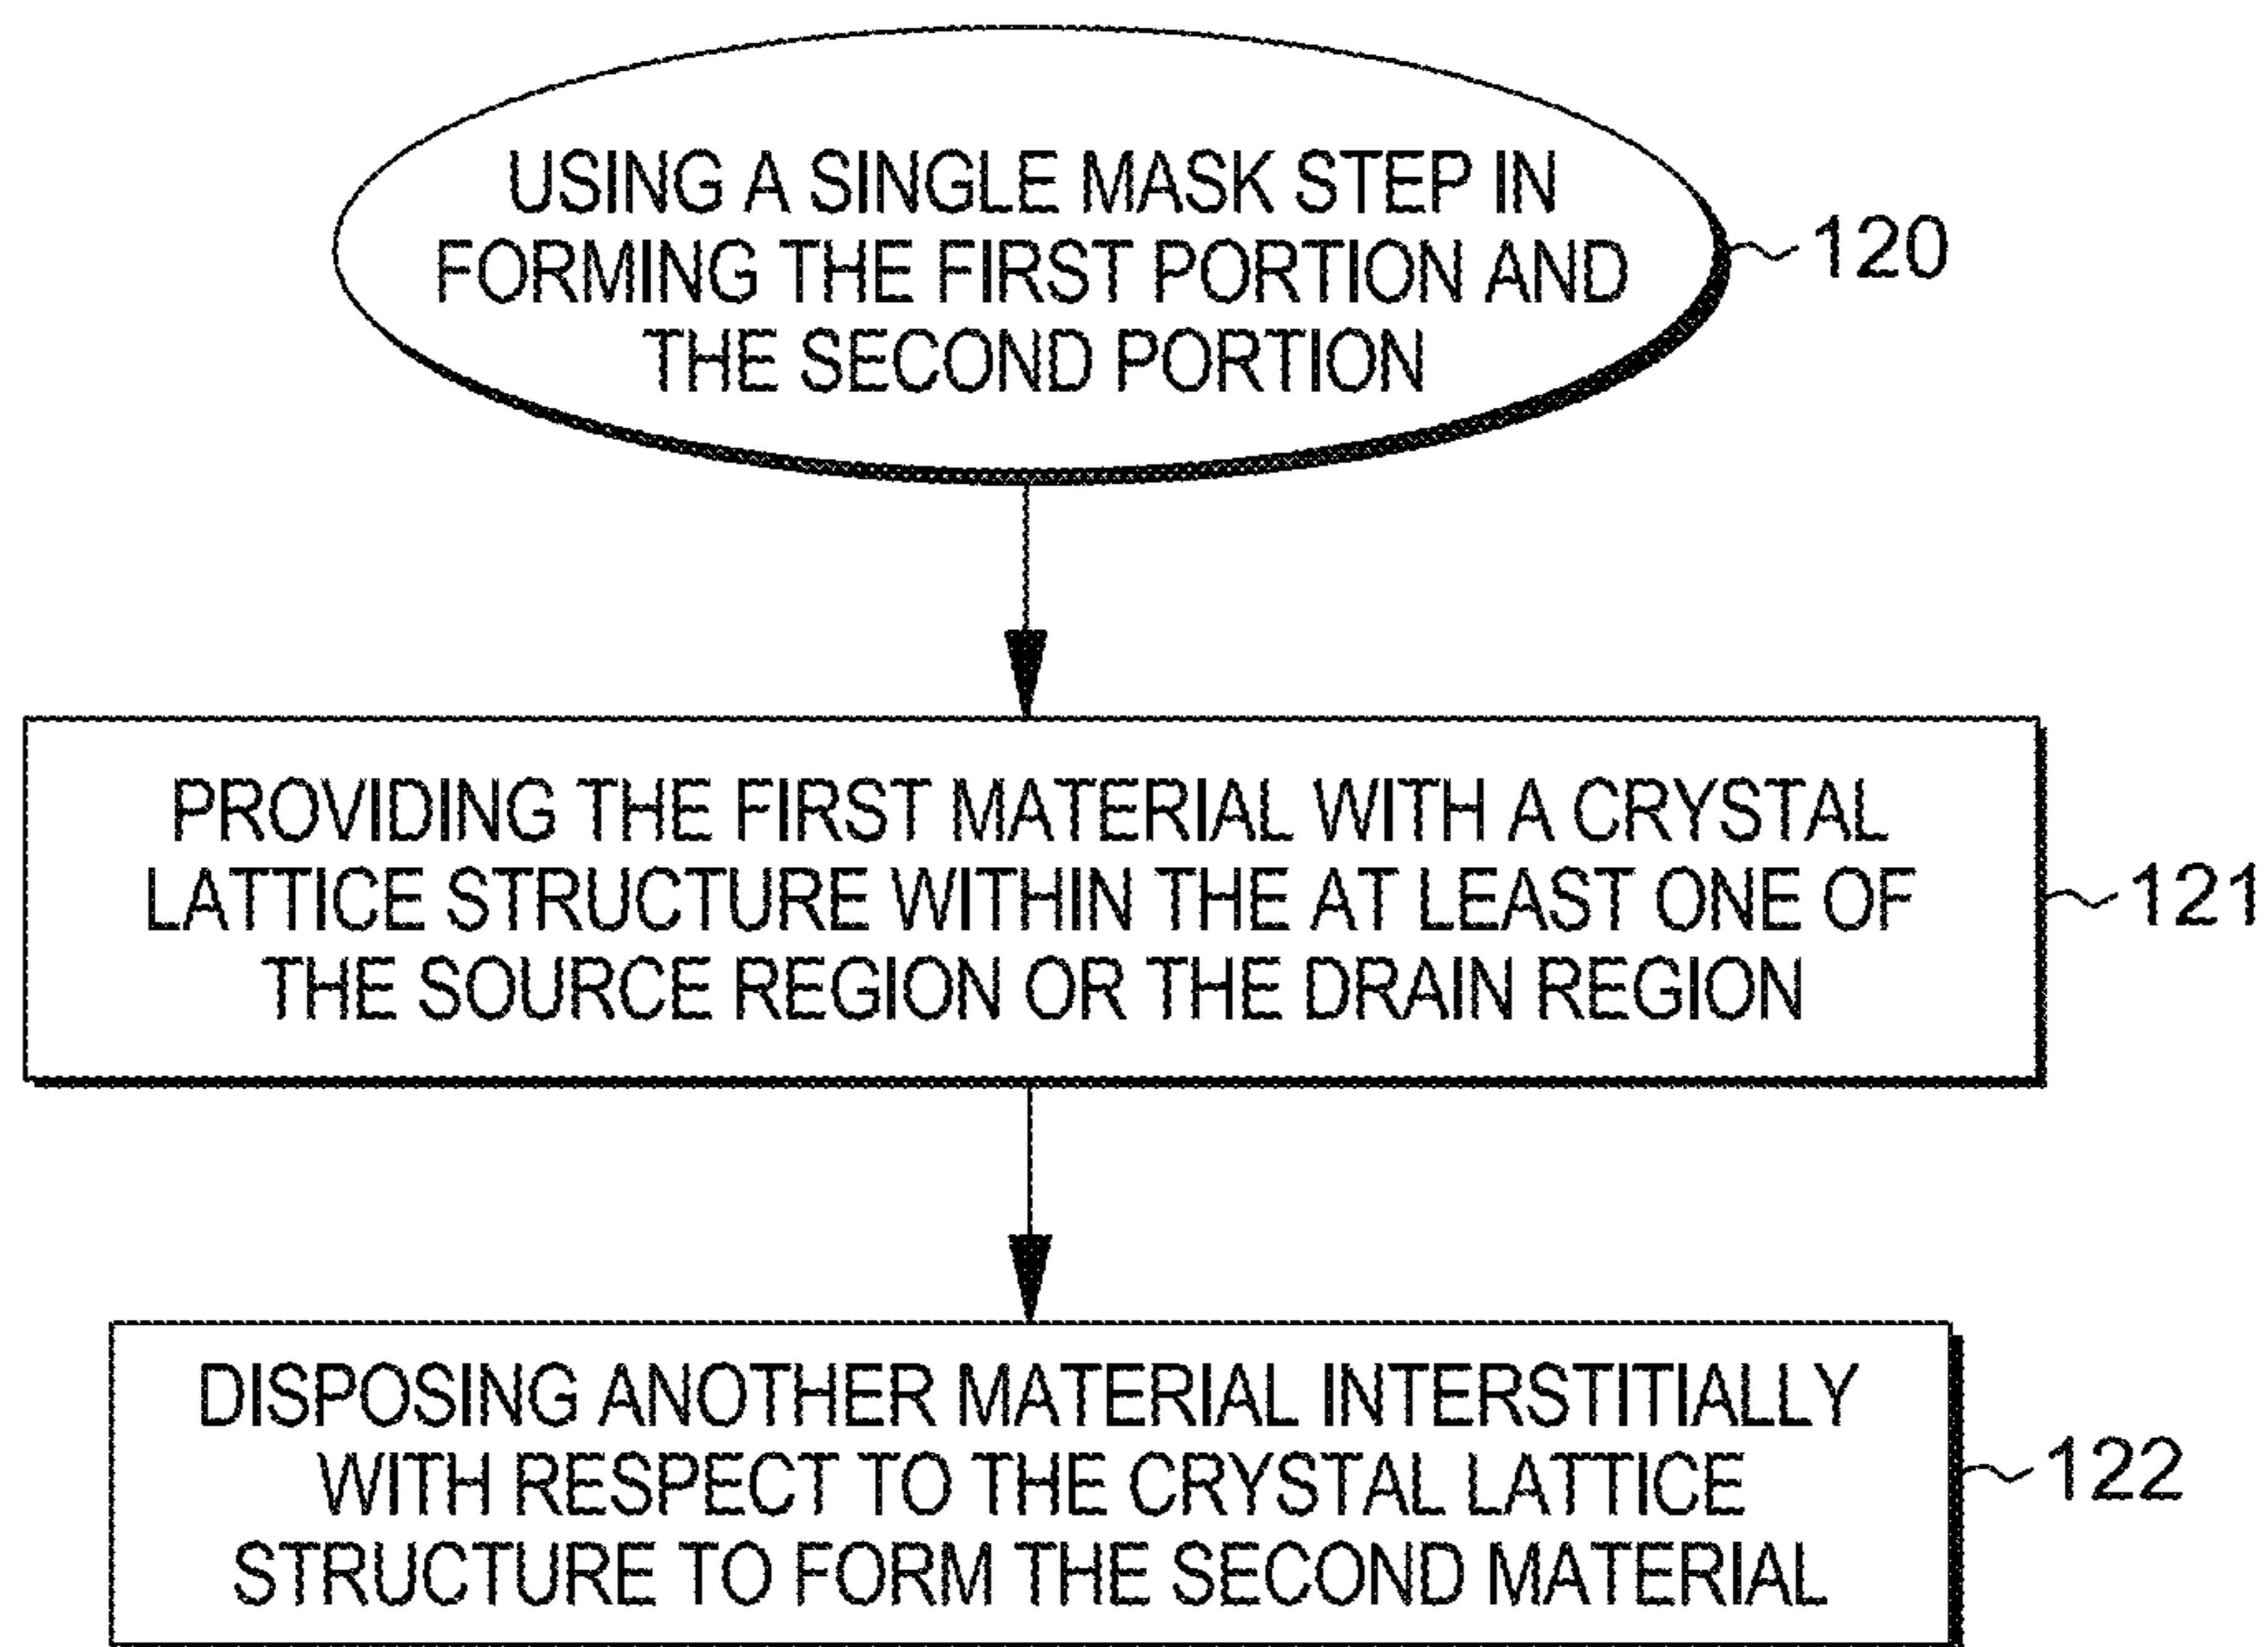 USING A SINGLE MASK STEP IN
FORMING THE FIRST PORTION AND
THE SECOND PORTION
120
PROVIDING THE FIRST MATERIAL WITH A CRYSTAL
LATTICE STRUCTURE WITHIN THE AT LEAST ONE OF
THE SOURCE REGION OR THE DRAIN REGION
121
DISPOSING ANOTHER MATERIAL INTERSTITIALLY
WITH RESPECT TO THE CRYSTAL LATTICE
STRUCTURE TO FORM THE SECOND MATERIAL
122